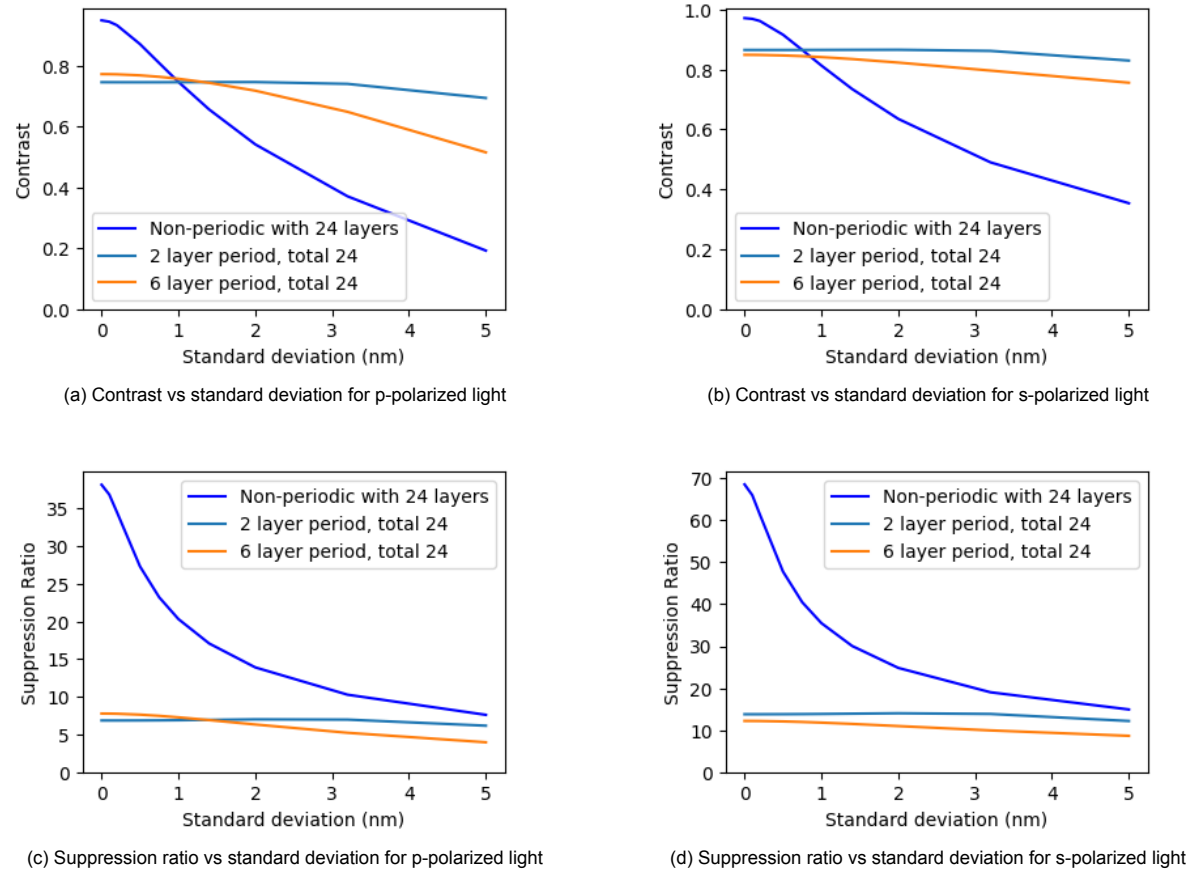 0.8
0.6
0.4
0.2
0.0
Contrast
Non-periodic with 24 layers
2 layer period, total 24
6 layer period, total 24
0 1 2 3 4 5
Standard deviation (nm)
(a) Contrast vs standard deviation for p-polarized light
1.0
0.8
0.6
0.4
0.2
0.0
Contrast
Non-periodic with 24 layers
2 layer period, total 24
6 layer period, total 24
0 1 2 3 4 5
Standard deviation (nm)
(b) Contrast vs standard deviation for s-polarized light
35
30
25
20
15
10
5
0
Suppression Ratio
Non-periodic with 24 layers
2 layer period, total 24
6 layer period, total 24
0 1 2 3 4 5
Standard deviation (nm)
(c) Suppression ratio vs standard deviation for p-polarized light
70
60
50
40
30
20
10
0
Suppression Ratio
Non-periodic with 24 layers
2 layer period, total 24
6 layer period, total 24
0 1 2 3 4 5
Standard deviation (nm)
(d) Suppression ratio vs standard deviation for s-polarized light